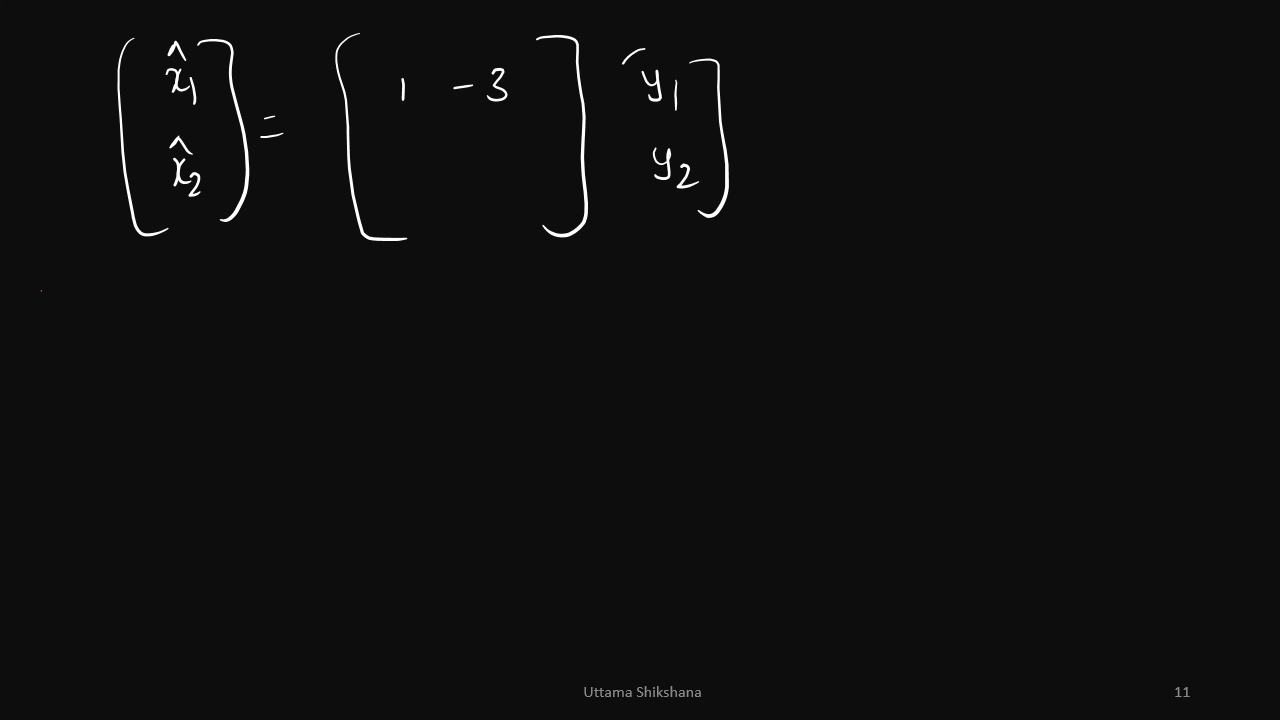 [x̂1 x̂2] = [1 -3] [y1 y2]
Uttama Shikshana 11